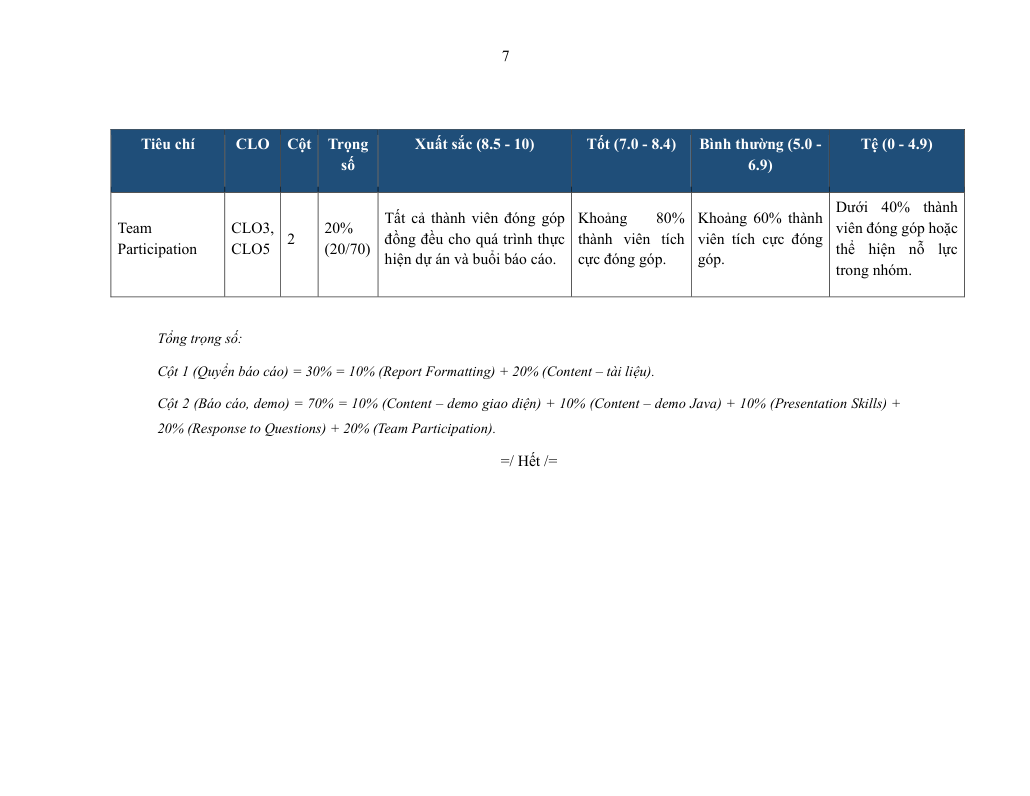 7
Tiêu chí
CLO
Cột
Trọng
số
Xuất sắc (8.5 - 10)
Tốt (7.0 - 8.4)
Bình thường (5.0 -
6.9)
Tệ (0 - 4.9)
Team
Participation
CLO3,
CLO5
2
20%
(20/70)
Tất cả thành viên đóng góp
đồng đều cho quá trình thực
hiện dự án và buổi báo cáo.
Khoảng 80%
thành viên tích
cực đóng góp.
Khoảng 60% thành
viên tích cực đóng
góp.
Dưới 40% thành
viên đóng góp hoặc
thể hiện nỗ lực
trong nhóm.
Tổng trọng số:
Cột 1 (Quyển báo cáo) = 30% = 10% (Report Formatting) + 20% (Content – tài liệu).
Cột 2 (Báo cáo, demo) = 70% = 10% (Content – demo giao diện) + 10% (Content – demo Java) + 10% (Presentation Skills) +
20% (Response to Questions) + 20% (Team Participation).
=/ Hết /=